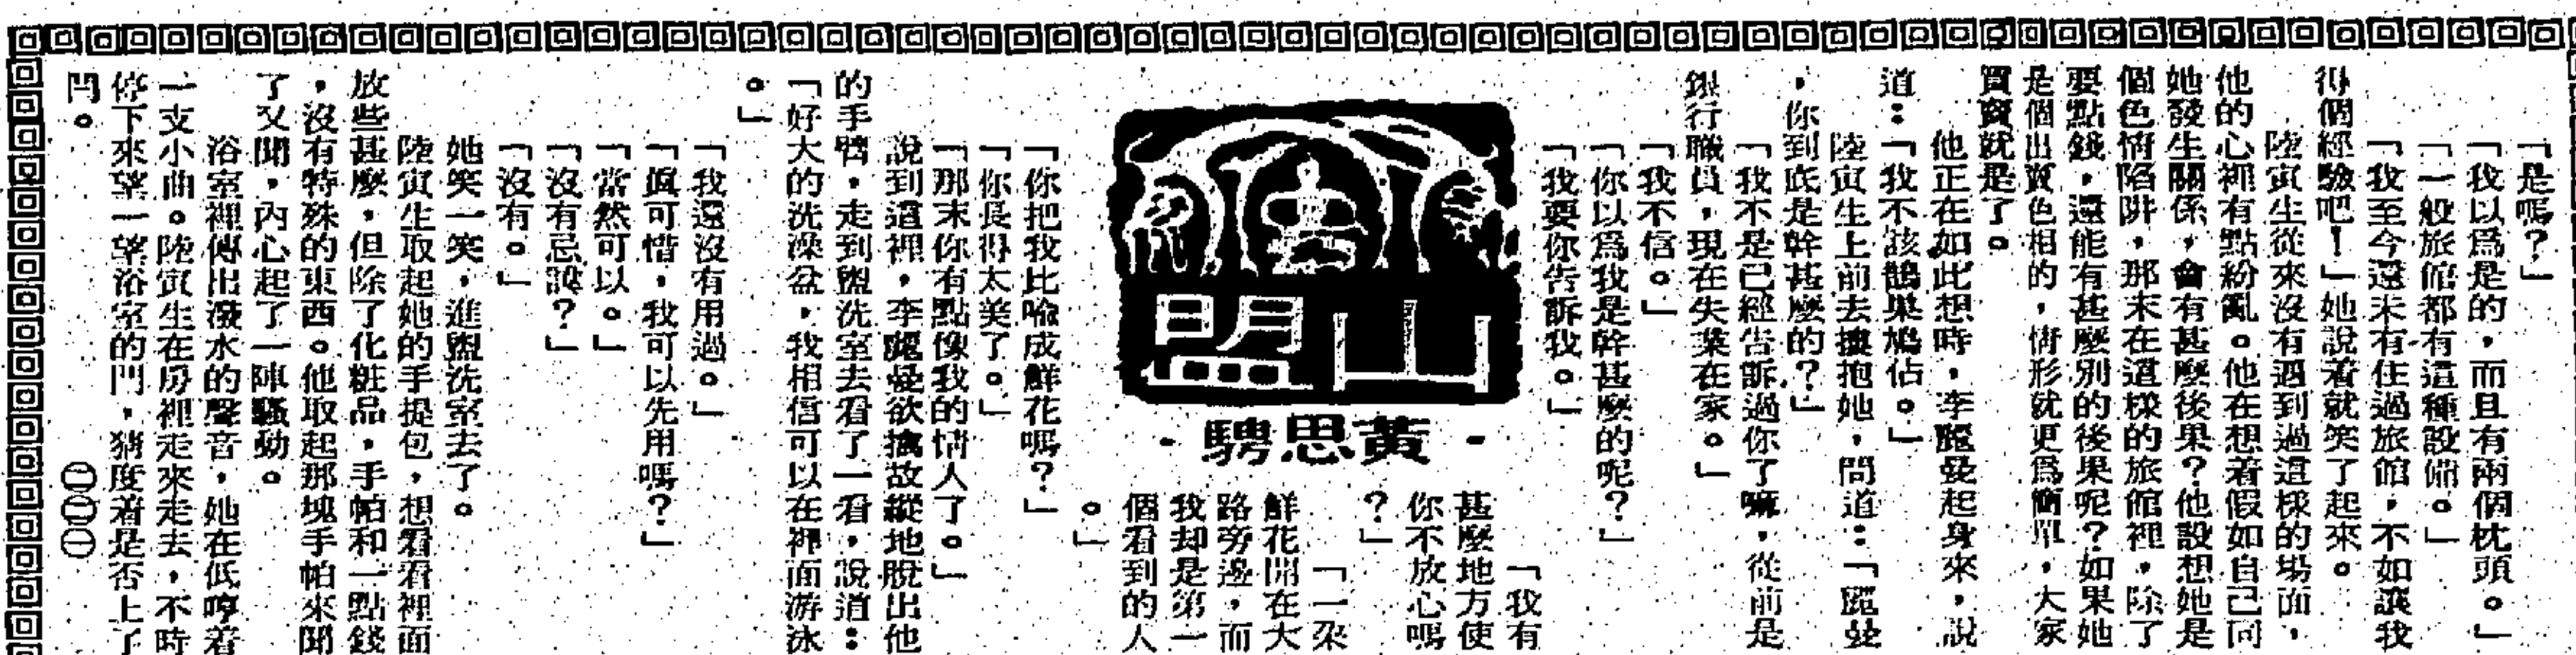 「是嗎？」
「我以爲是的，而且有兩個枕頭。」
「一般旅館都有這種設備。」
「我至今還未有住過旅館，不如讓我
得個經驗吧！」她說着就笑了起來。
陸寅生從來沒有遇到過這樣的場面，
他的心裡有點紛亂。他在想着假如自己同
她發生關係，會有甚麼後果？他設想她是
個色情陷阱，那末在這樣的旅館裡，除了
要點錢，還能有甚麼別的後果呢？如果她
是個出賣色相的，情形就更爲簡單，大家
買賣就是了。
他正在如此想時，李麗曼起身來，說
道：「我不該鵲巢鳩佔。」
陸寅生上前去摟抱她，問道：「麗曼
，你到底是幹甚麼的？」
「我不是已經告訴過你了嘛，從前是
銀行職員，現在失業在家。」
「我不信。」
「你以爲我是幹甚麼的呢？」
「我要你告訴我。」
山盟
·黃思騁·
「我有
甚麼地方使
你不放心嗎
？」
「一朶
鮮花開在大
路旁邊，而
我却是第一
個看到的人
。」
「你把我比喻成鮮花嗎？」
「你長得太美了。」
「那末你有點像我的情人了。」
說到這裡，李麗曼欲擒故縱地脫出他
的手臂，走到盥洗室去看了一看，說道：
「好大的洗澡盆，我相信可以在裡面游泳
。」
「我還沒有用過。」
「眞可惜，我可以先用嗎？」
「當然可以。」
「沒有忌諱？」
「沒有。」
她笑一笑，進盥洗室去了。
陸寅生取起她的手提包，想看看裡面
放些甚麼，但除了化粧品，手帕和一點錢
，沒有特殊的東西。他取起那塊手帕來聞
了又聞，內心起了一陣騷動。
浴室裡傳出潑水的聲音，她在低哼着
一支小曲。陸寅生在房裡走來走去，不時
停下來望一望浴室的門，猜度着是否上了
閂。